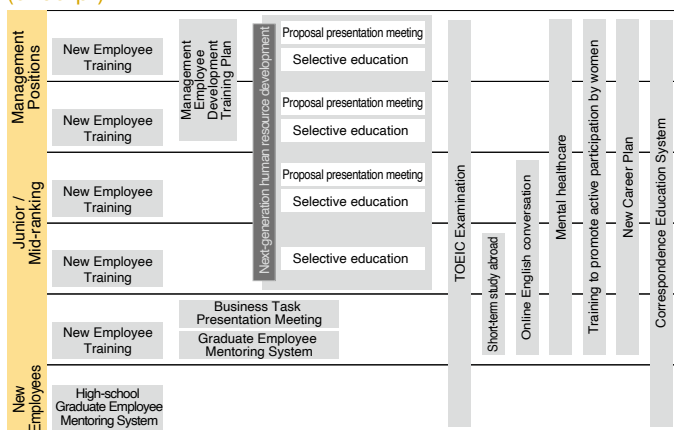 Management
Positions
Junior /
Mid-ranking
New
Employees
New Employee
Training
New Employee
Training
New Employee
Training
New Employee
Training
New Employee
Training
High-school
Graduate Employee
Mentoring System
Management
Employee
Development
Training Plan
Business Task
Presentation Meeting
Graduate Employee
Mentoring System
Next-generation human resource development
Proposal presentation meeting
Selective education
Proposal presentation meeting
Selective education
Proposal presentation meeting
Selective education
Selective education
TOEIC Examination
Short-term study abroad
Online English conversation
Mental healthcare
Training to promote active participation by women
New Career Plan
Correspondence Education System